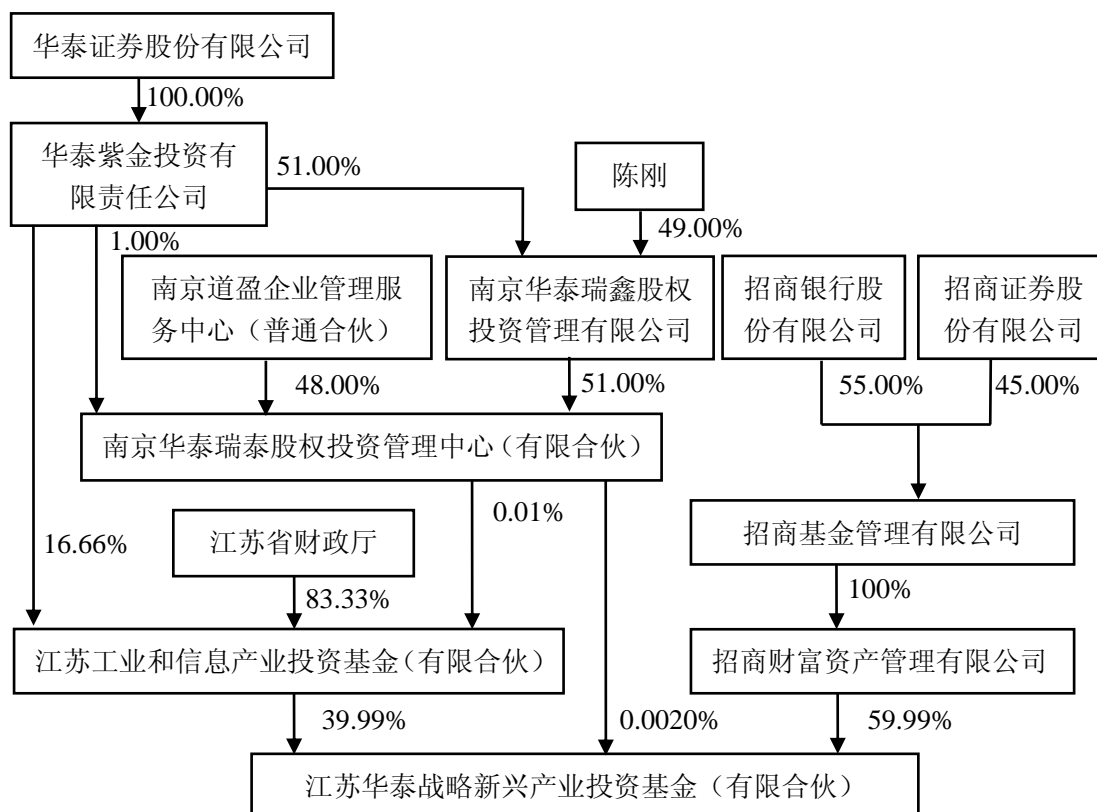 华泰证券股份有限公司
100.00%
华泰紫金投资有
限责任公司
51.00%
陈刚
1.00%
49.00%
南京道盈企业管理服
务中心（普通合伙）
南京华泰瑞鑫股权
投资管理有限公司
招商银行股
份有限公司
招商证券股
份有限公司
48.00%
51.00%
55.00%
45.00%
南京华泰瑞泰股权投资管理中心（有限合伙）
0.01%
16.66%
江苏省财政厅
招商基金管理有限公司
83.33%
100%
江苏工业和信息产业投资基金（有限合伙）
招商财富资产管理有限公司
39.99%
0.0020%
59.99%
江苏华泰战略新兴产业投资基金（有限合伙）